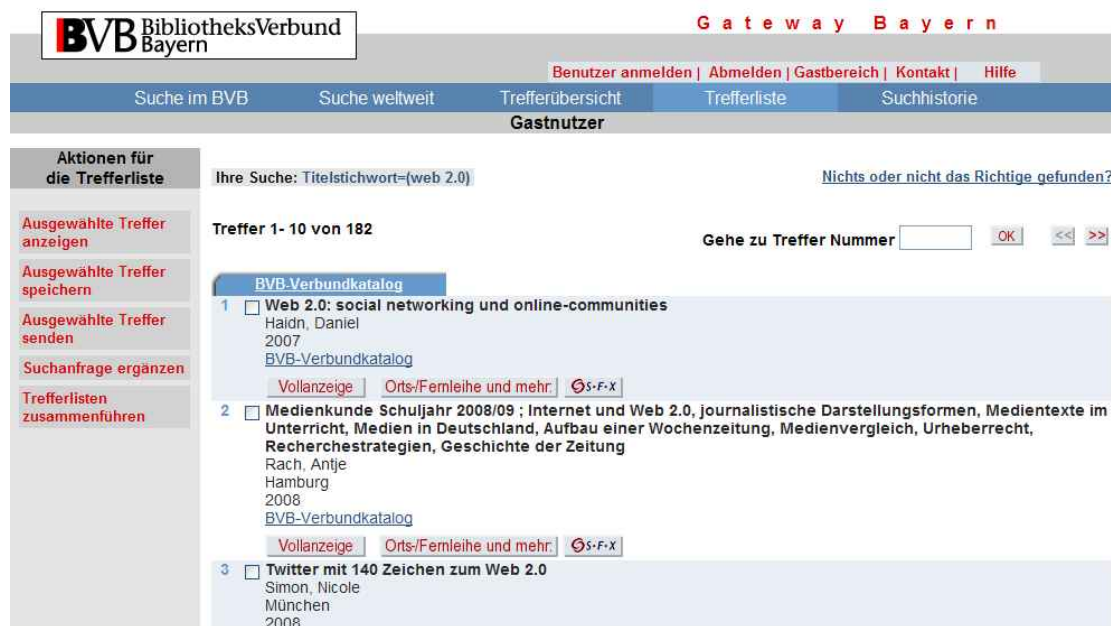 BVB BibliotheksVerbund
Bayern
Gateway Bayern
Benutzer anmelden | Abmelden | Gastbereich | Kontakt | Hilfe
Suche im BVB Suche weltweit Trefferübersicht Trefferliste Suchhistorie
Gastnutzer
Aktionen für
die Trefferliste
Ausgewählte Treffer
anzeigen
Ausgewählte Treffer
speichern
Ausgewählte Treffer
senden
Suchanfrage ergänzen
Trefferlisten
zusammenführen
Ihre Suche: Titelstichwort=(web 2.0)
Nichts oder nicht das Richtige gefunden?
Treffer 1- 10 von 182
Gehe zu Treffer Nummer OK << >>
BVB-Verbundkatalog
1 Web 2.0: social networking und online-communities
Haidn, Daniel
2007
BVB-Verbundkatalog
Vollanzeige Orts-/Fernleihe und mehr: S·F·X
2 Medienkunde Schuljahr 2008/09 ; Internet und Web 2.0, journalistische Darstellungsformen, Medientexte im
Unterricht, Medien in Deutschland, Aufbau einer Wochenzeitung, Medienvergleich, Urheberrecht,
Recherchestrategien, Geschichte der Zeitung
Rach, Antje
Hamburg
2008
BVB-Verbundkatalog
Vollanzeige Orts-/Fernleihe und mehr: S·F·X
3 Twitter mit 140 Zeichen zum Web 2.0
Simon, Nicole
München
2008